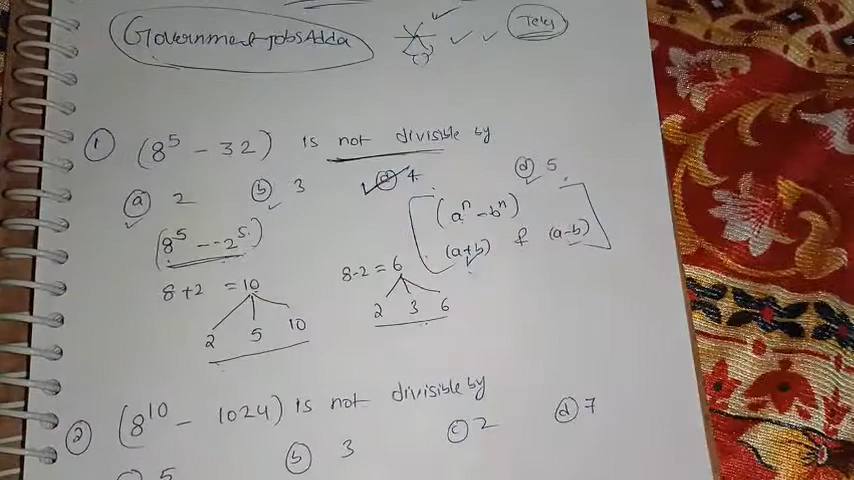 GovernmentjobsAdda
Teley
① (8⁵ - 32) is not divisible by
ⓐ 2 ⓑ 3 ⓓ 4 ⓓ 5
(8⁵ - -2⁵) (aⁿ - bⁿ)
(a+b) & (a-b)
8+2 = 10 8-2 = 6
2 5 10 2 3 6
② (8¹⁰ - 1024) is not divisible by
5 ⓑ 3 ⓒ 2 ⓓ 7